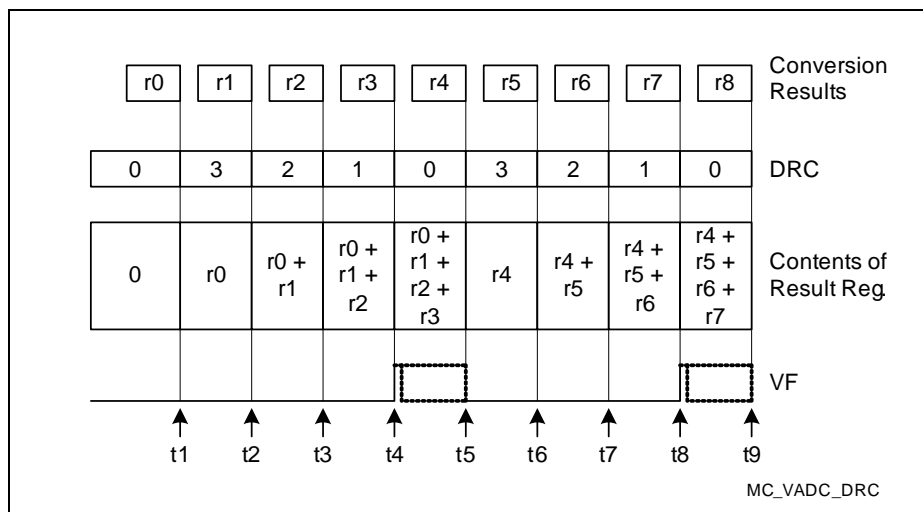 r0 r1 r2 r3 r4 r5 r6 r7 r8
Conversion
Results
0 3 2 1 0 3 2 1 0
DRC
0
r0
r0 +
r1
r0 +
r1 +
r2
r0 +
r1 +
r2 +
r3
r4
r4 +
r5
r4 +
r5 +
r6
r4 +
r5 +
r6 +
r7
Contents of
Result Reg.
VF
t1 t2 t3 t4 t5 t6 t7 t8 t9
MC_VADC_DRC